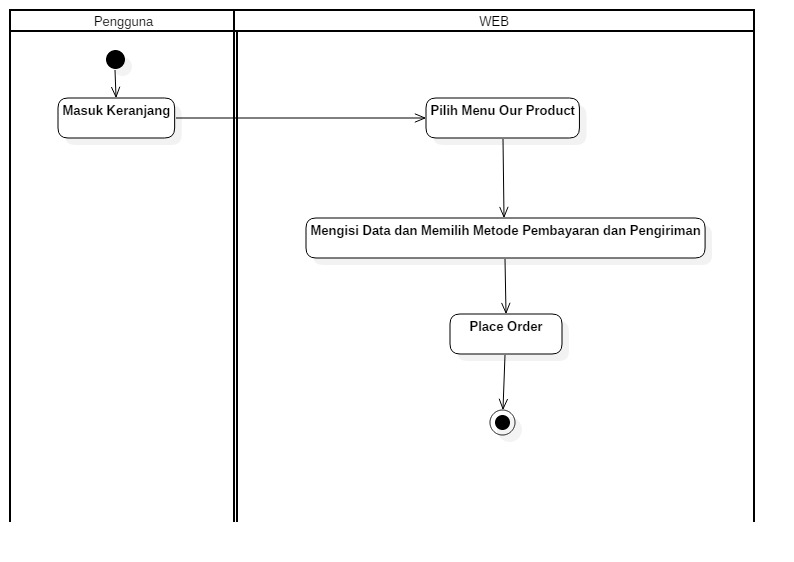 Pengguna
WEB
Masuk Keranjang
Pilih Menu Our Product
Mengisi Data dan Memilih Metode Pembayaran dan Pengiriman
Place Order